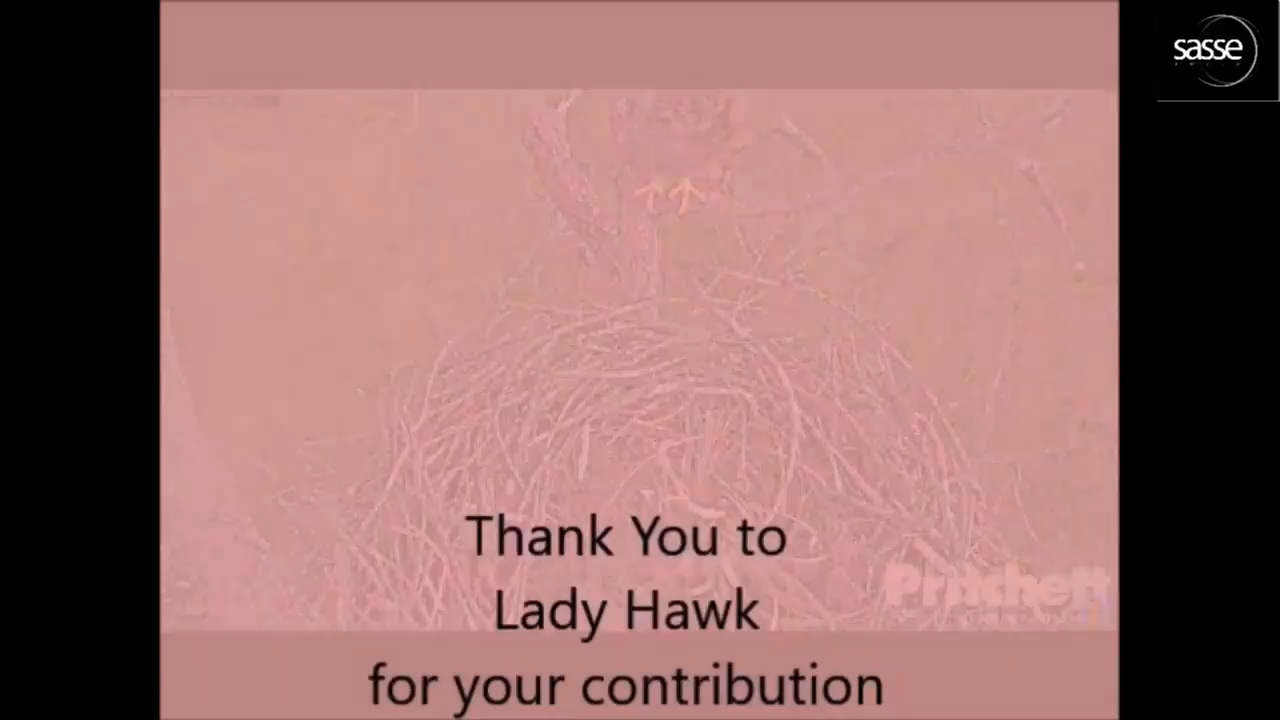 sasse
Thank You to
Lady Hawk
Pritchett
for your contribution